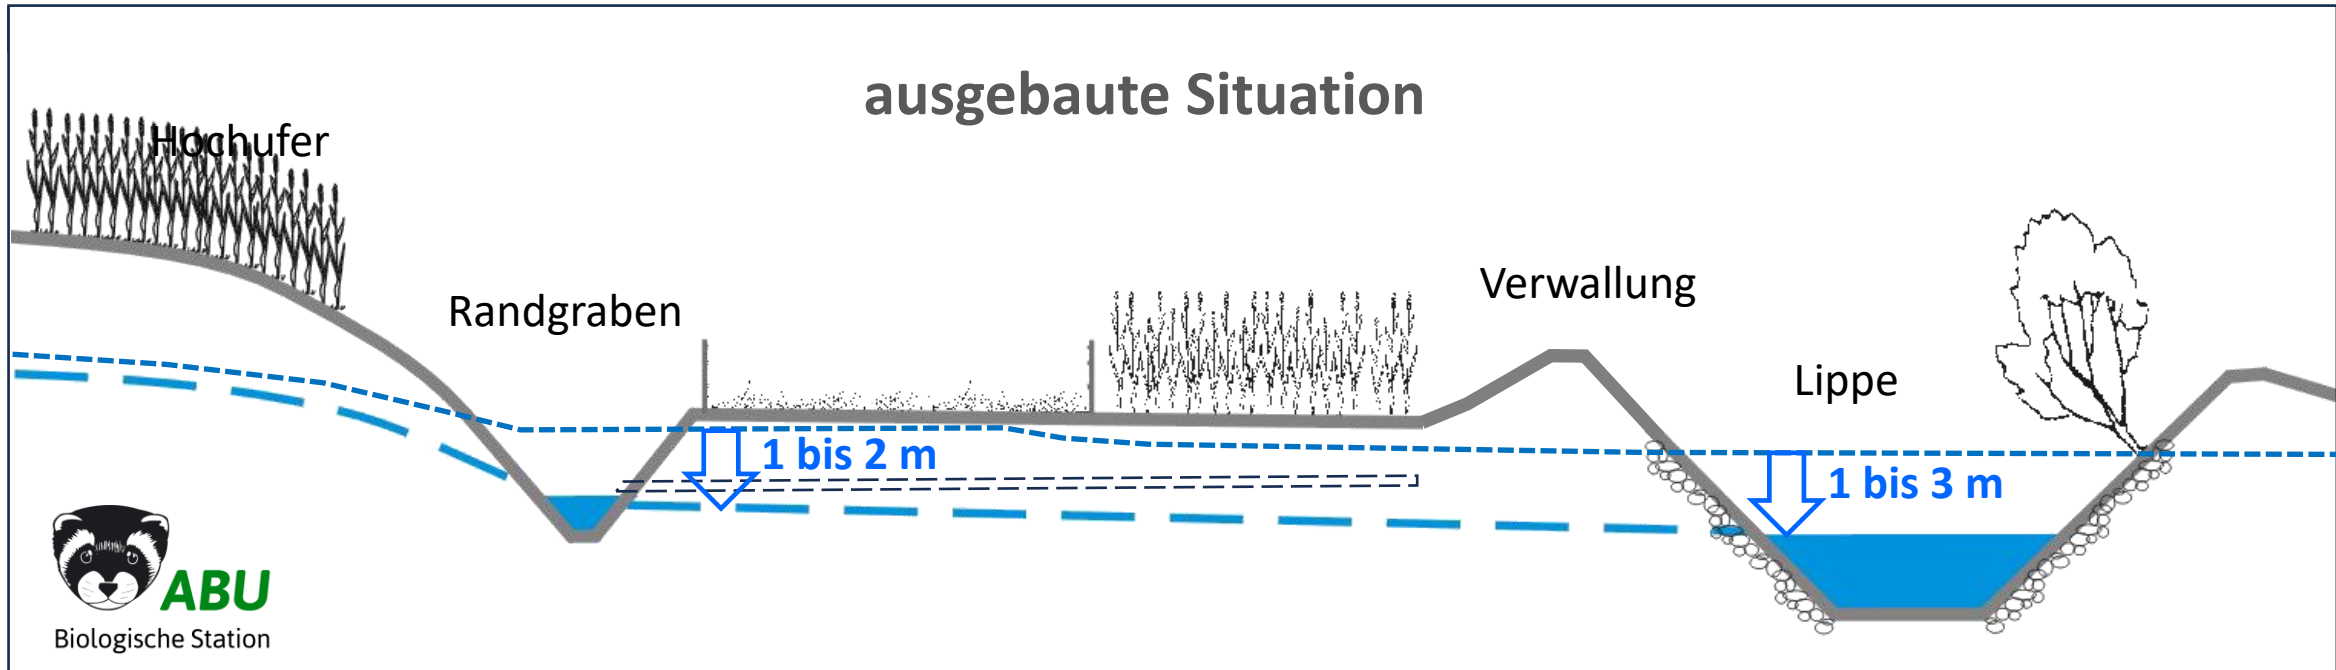 ausgebaute Situation
Hochufer
Randgraben
Verwallung
Lippe
1 bis 2 m
1 bis 3 m
ABU
Biologische Station